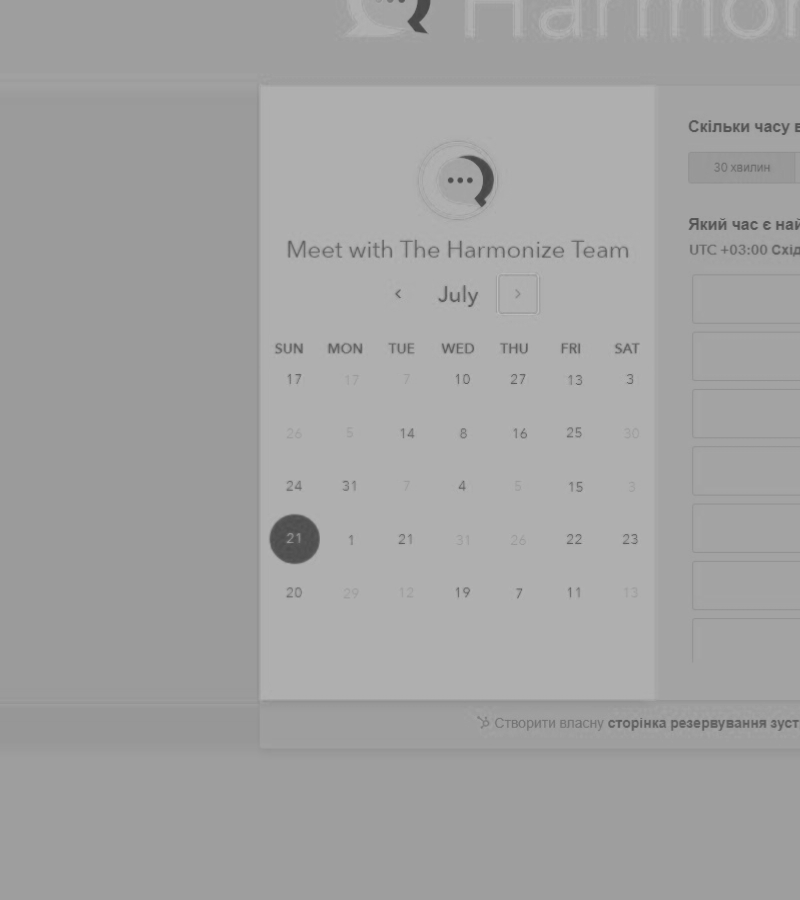 Harmon
Meet with The Harmonize Team
July
SUN MON TUE WED THU FRI SAT
17 17 7 10 27 13 3
26 5 14 8 16 25 30
24 31 7 4 5 15 3
21 1 21 31 26 22 23
20 29 12 19 7 11 13
Скільки часу в
30 хвилин
Який час є най
UTC +03:00 Схід
Створити власну сторінка резервування зуст